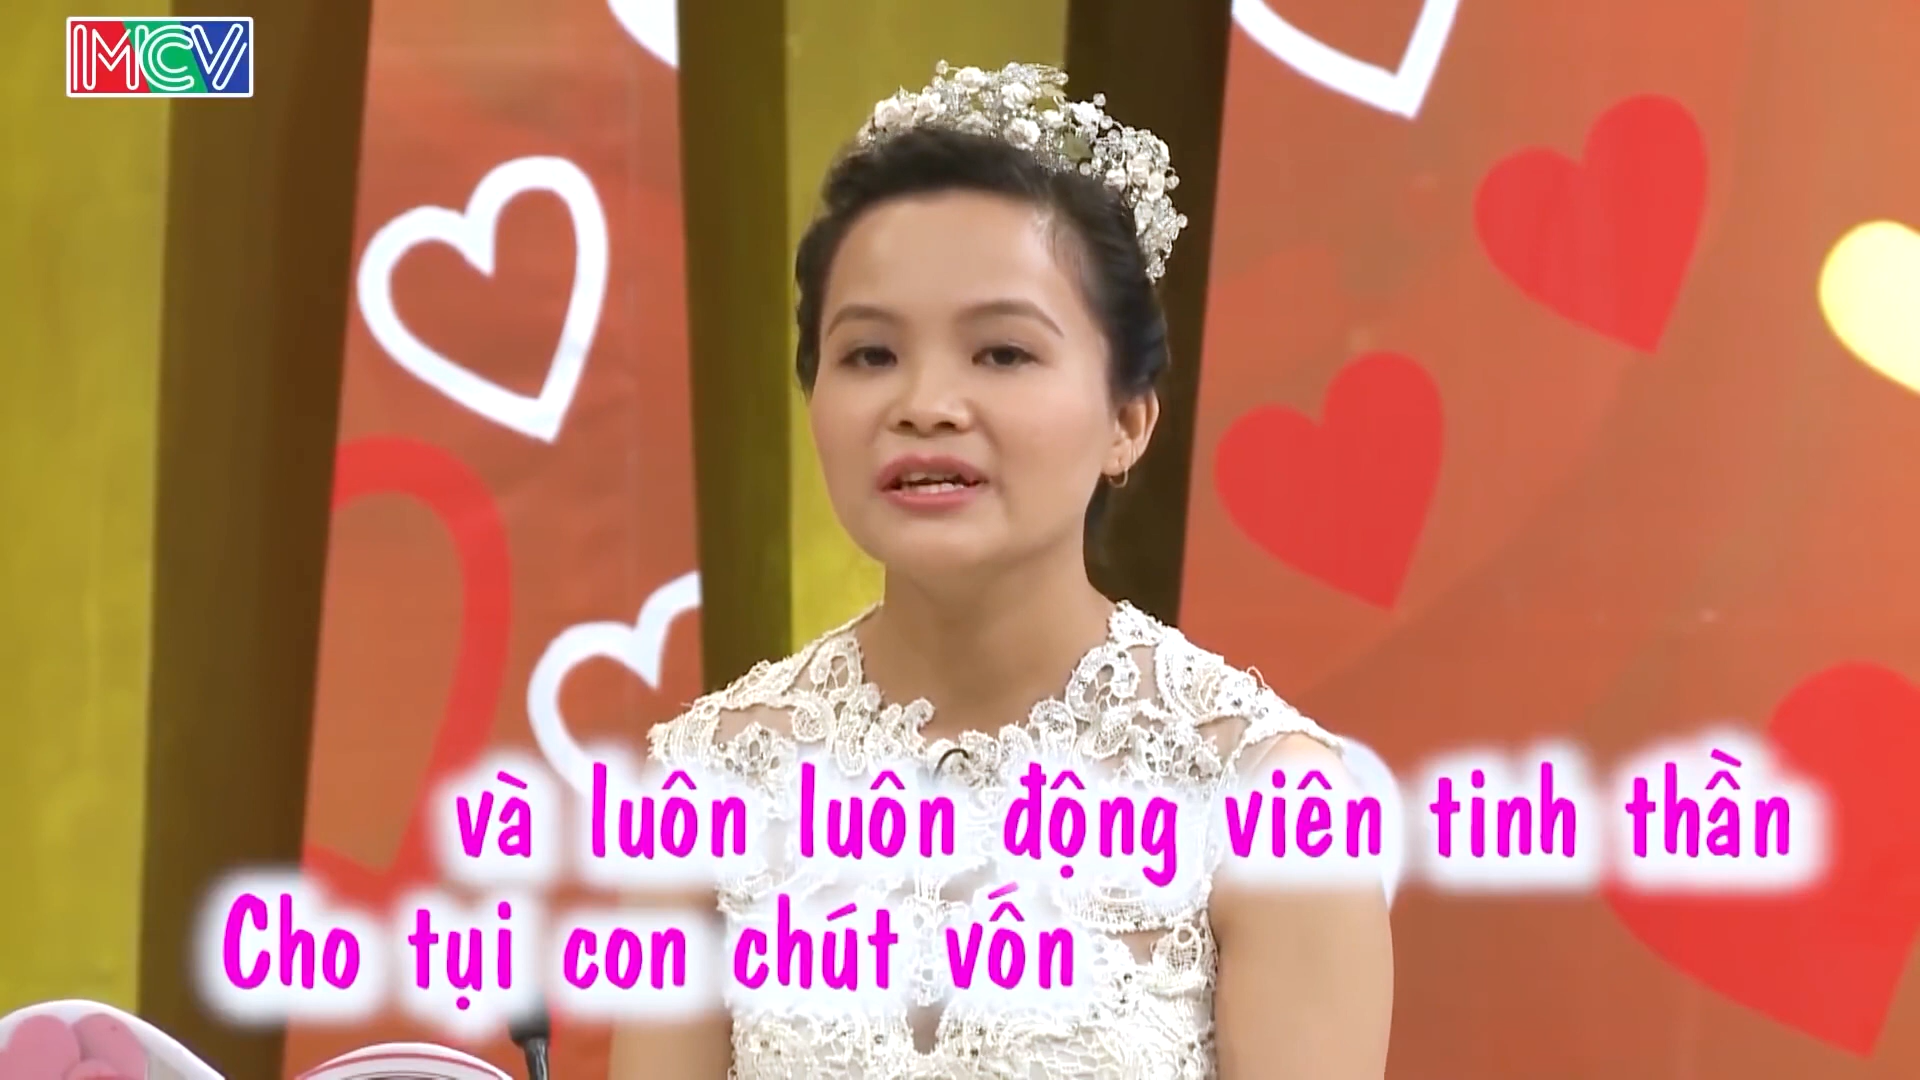 MCV
và luôn luôn động viên tinh thần
Cho tụi con chút vốn